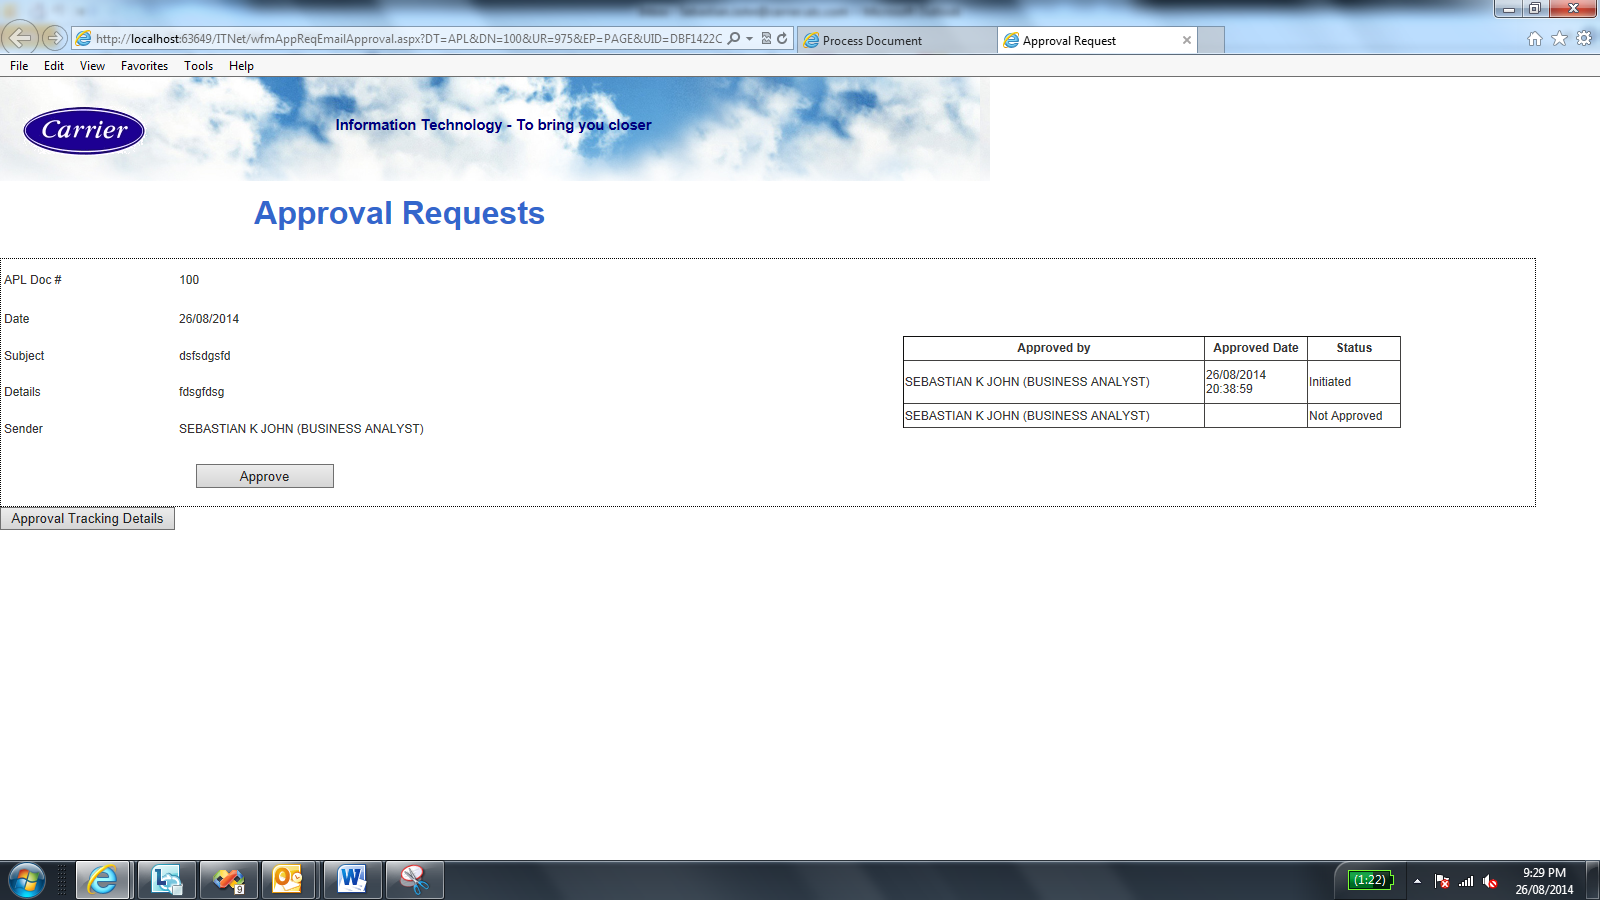 http://localhost:63649/ITNet/wfmAppReqEmailApproval.aspx?DT=APL&DN=100&UR=975&EP=PAGE&UID=DBF1422C
Process Document
Approval Request
File Edit View Favorites Tools Help
Carrier
Information Technology - To bring you closer
Approval Requests
APL Doc # 100
Date 26/08/2014
Subject dsfsdgsfd
Details fdsgfdsg
Sender SEBASTIAN K JOHN (BUSINESS ANALYST)
Approve
Approved by Approved Date Status
SEBASTIAN K JOHN (BUSINESS ANALYST) 26/08/2014 20:38:59 Initiated
SEBASTIAN K JOHN (BUSINESS ANALYST) Not Approved
Approval Tracking Details
9
(1:22)
9:29 PM
26/08/2014